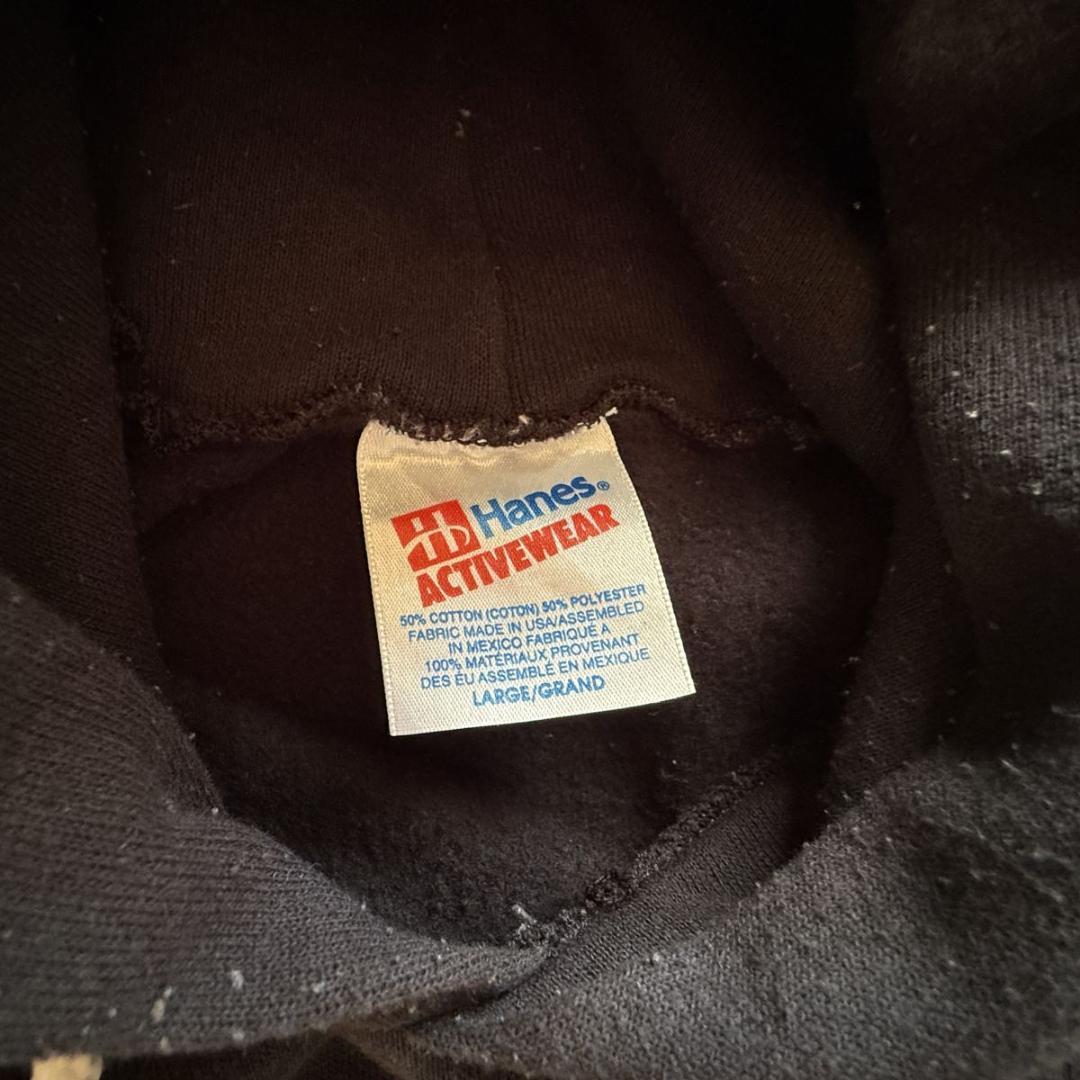 Hanes®
ACTIVEWEAR
50% COTTON (COTON) 50% POLYESTER
FABRIC MADE IN USA/ASSEMBLED
IN MEXICO FABRIQUÉ A
100% MATÉRIAUX PROVENANT
DES ÉU ASSEMBLÉ EN MEXIQUE
LARGE/GRAND